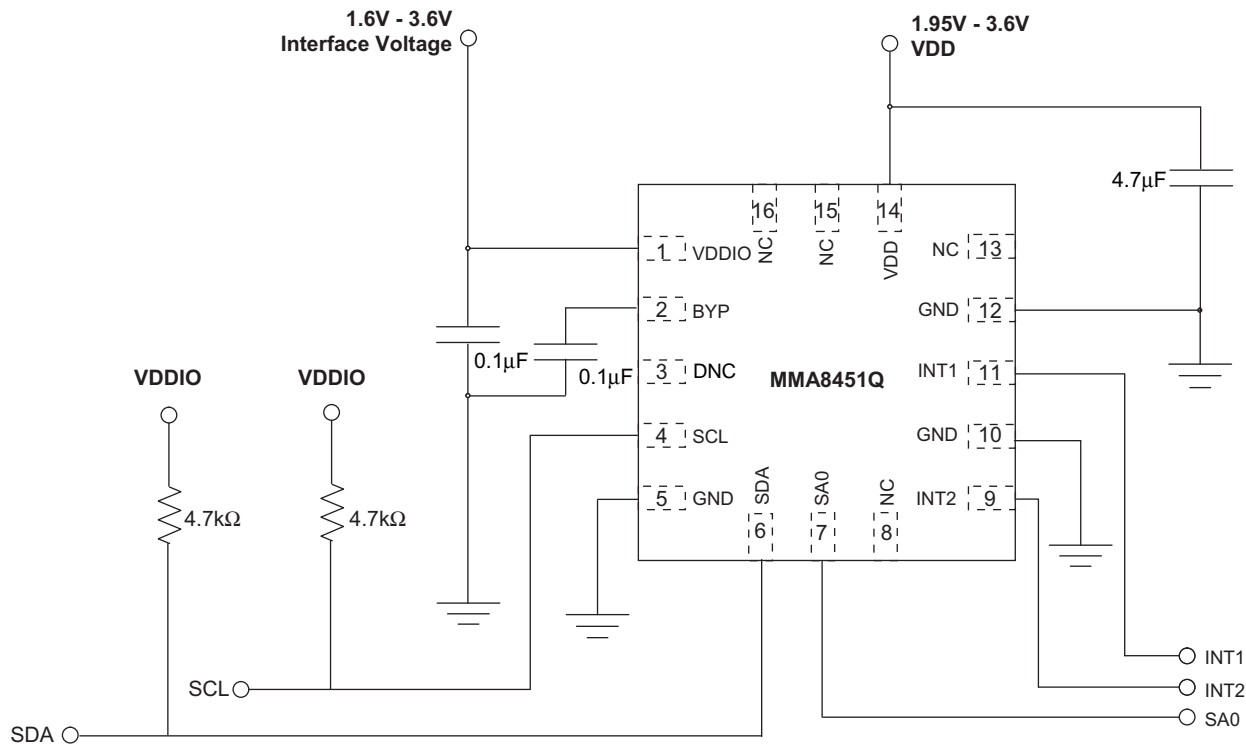 1.6V - 3.6V
Interface Voltage
1.95V - 3.6V
VDD
4.7μF
16
15
14
NC
NC
VDD
1
VDDIO
NC
13
2
BYP
GND
12
0.1μF
0.1μF
3
DNC
MMA8451Q
INT1
11
VDDIO
VDDIO
4
SCL
GND
10
5
GND
SDA
SA0
NC
INT2
9
6
7
8
4.7kΩ
4.7kΩ
INT1
SCL
INT2
SA0
SDA